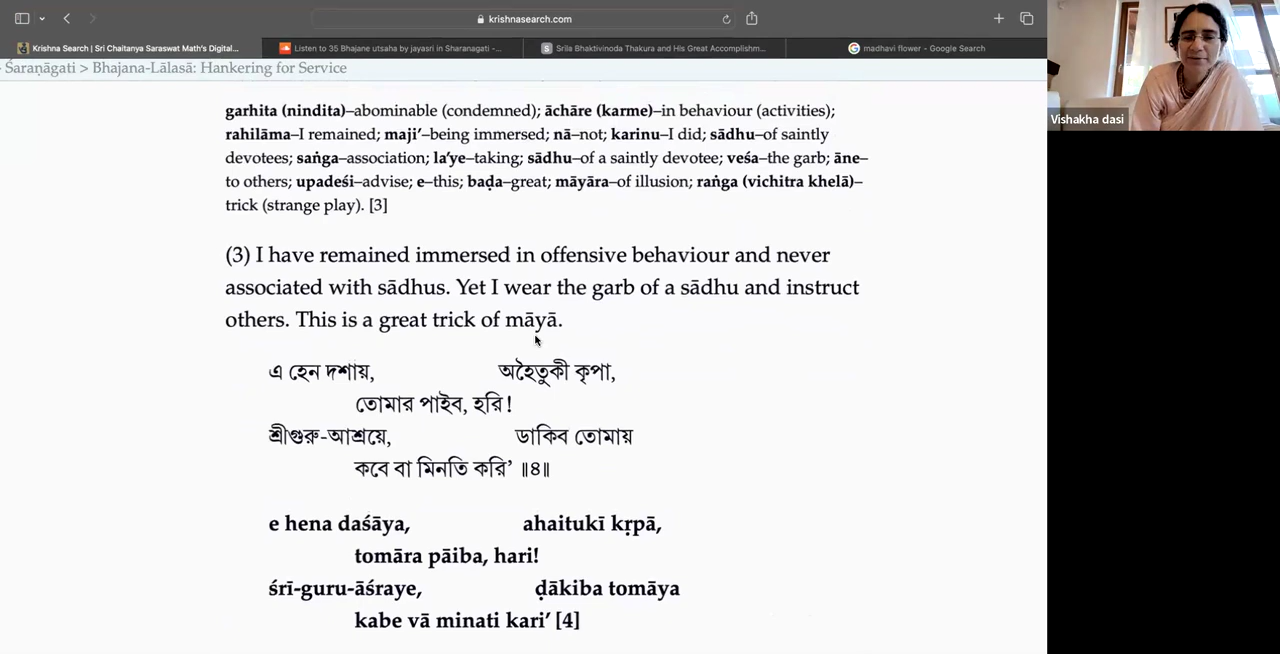 krishnasearch.com
Krishna Search | Sri Chaitanya Saraswat Math's Digital...
Listen to 35 Bhajane utsaha by jayasri in Sharanagati -...
Srila Bhaktivinoda Thakura and His Great Accomplishm...
madhavi flower - Google Search
Śaraṇāgati > Bhajana-Lālasā: Hankering for Service
Vishakha dasi
garhita (nindita)–abominable (condemned); āchāre (karme)–in behaviour (activities);
rahilāma–I remained; maji'–being immersed; nā–not; karinu–I did; sādhu–of saintly
devotees; saṅga–association; la'ye–taking; sādhu–of a saintly devotee; veśa–the garb; āne–
to others; upadeśi–advise; e–this; baḍa–great; māyāra–of illusion; raṅga (vichitra khelā)–
trick (strange play). [3]
(3) I have remained immersed in offensive behaviour and never
associated with sādhus. Yet I wear the garb of a sādhu and instruct
others. This is a great trick of māyā.
এ হেন দশায়, অহৈতুকী কৃপা,
তোমার পাইব, হরি !
শ্রীগুরু-আশ্রয়ে, ডাকিব তোমায়
কবে বা মিনতি করি' ॥৪॥
e hena daśāya, ahaitukī kṛpā,
tomāra pāiba, hari!
śrī-guru-āśraye, ḍākiba tomāya
kabe vā minati kari' [4]